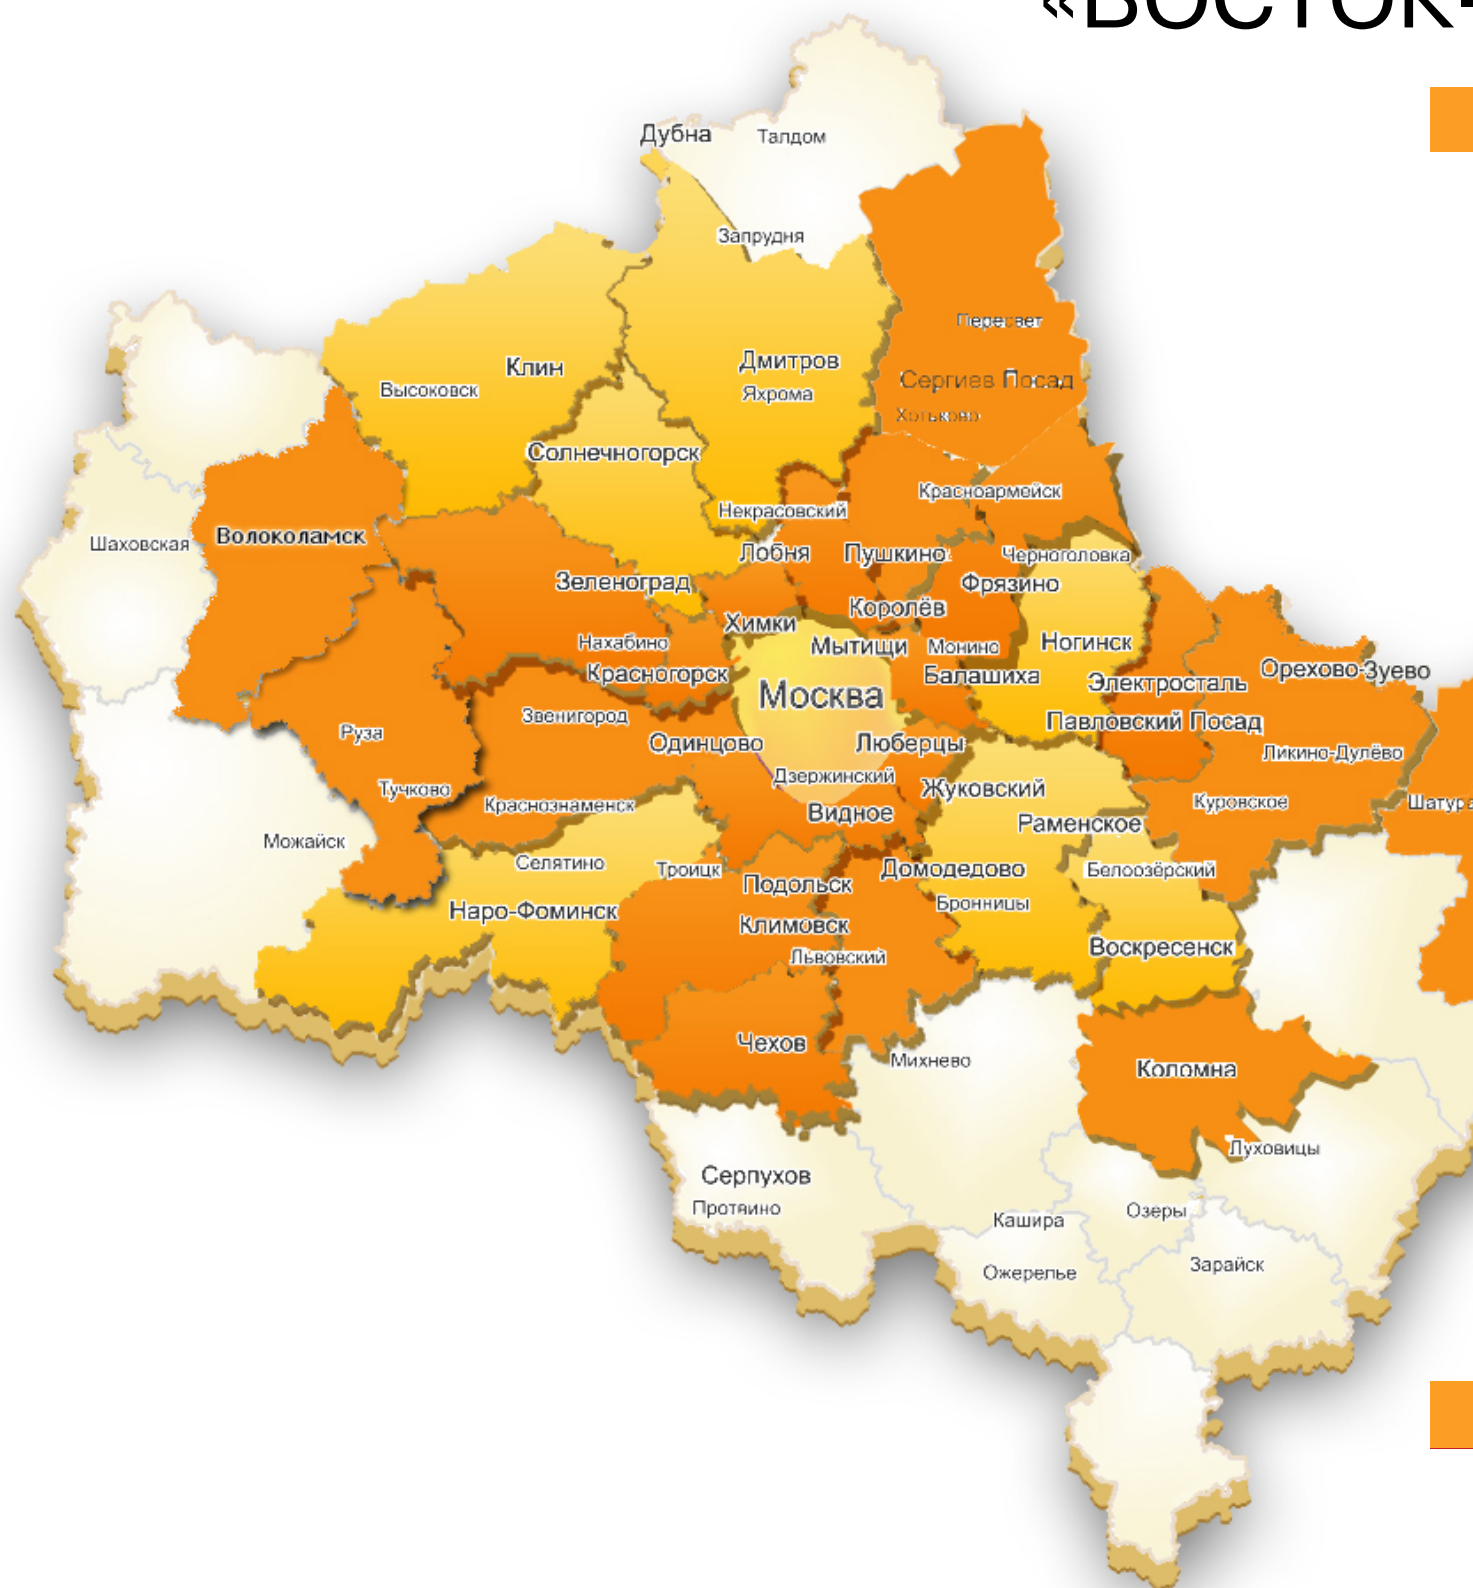 «ВОСТОК-
Дубна
Талдом
Запрудня
Пересвет
Клин
Дмитров
Высоковск
Яхрома
Сергиев Посад
Хотьково
Солнечногорск
Красноармейск
Некрасовский
Шаховская
Волоколамск
Лобня
Пушкино
Черноголовка
Зеленоград
Фрязино
Королёв
Химки
Нахабино
Мытищи
Монино
Ногинск
Красногорск
Балашиха
Электросталь
Орехово-Зуево
Москва
Звенигород
Павловский Посад
Руза
Одинцово
Люберцы
Ликино-Дулёво
Дзержинский
Тучково
Жуковский
Краснознаменск
Куровское
Шатура
Видное
Раменское
Можайск
Селятино
Троицк
Домодедово
Белоозёрский
Подольск
Бронницы
Наро-Фоминск
Климовск
Львовский
Воскресенск
Чехов
Михнево
Коломна
Луховицы
Серпухов
Протвино
Кашира
Озеры
Ожерелье
Зарайск